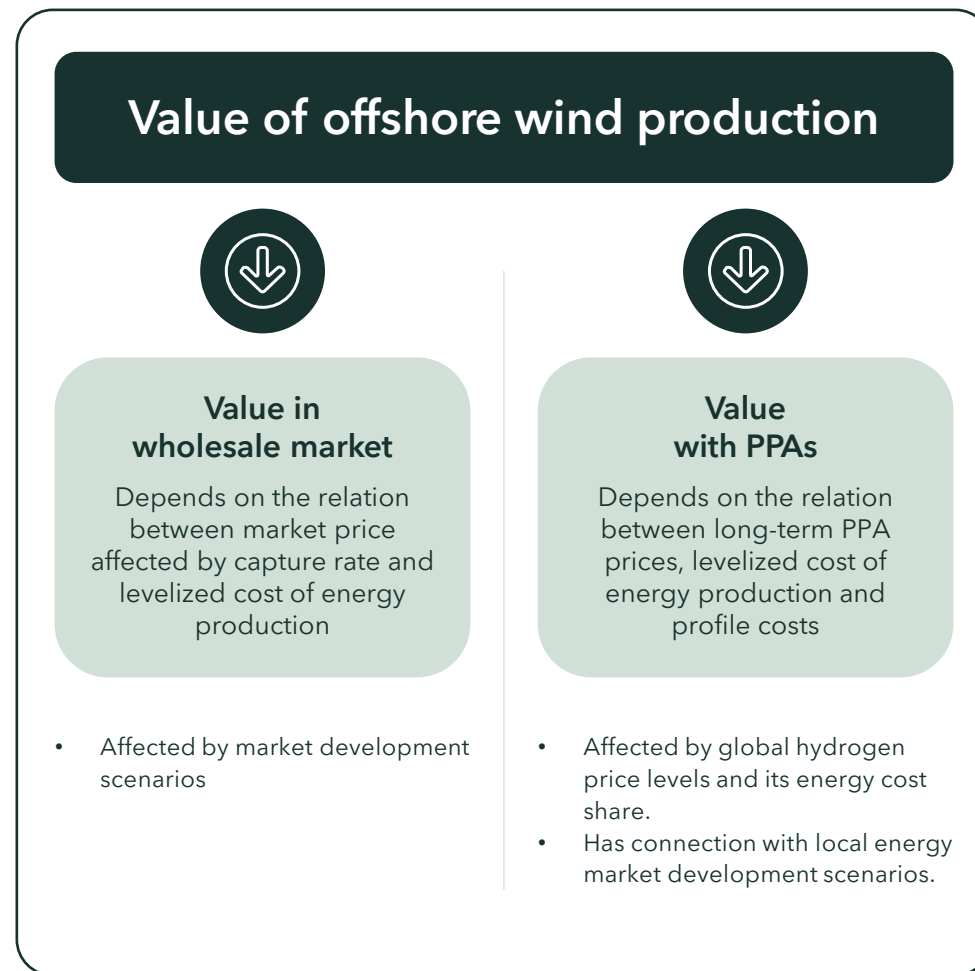 Value of offshore wind production
Value in
wholesale market
Depends on the relation
between market price
affected by capture rate and
levelized cost of energy
production
• Affected by market development
scenarios
Value
with PPAs
Depends on the relation
between long-term PPA
prices, levelized cost of
energy production and
profile costs
• Affected by global hydrogen
price levels and its energy cost
share.
• Has connection with local energy
market development scenarios.